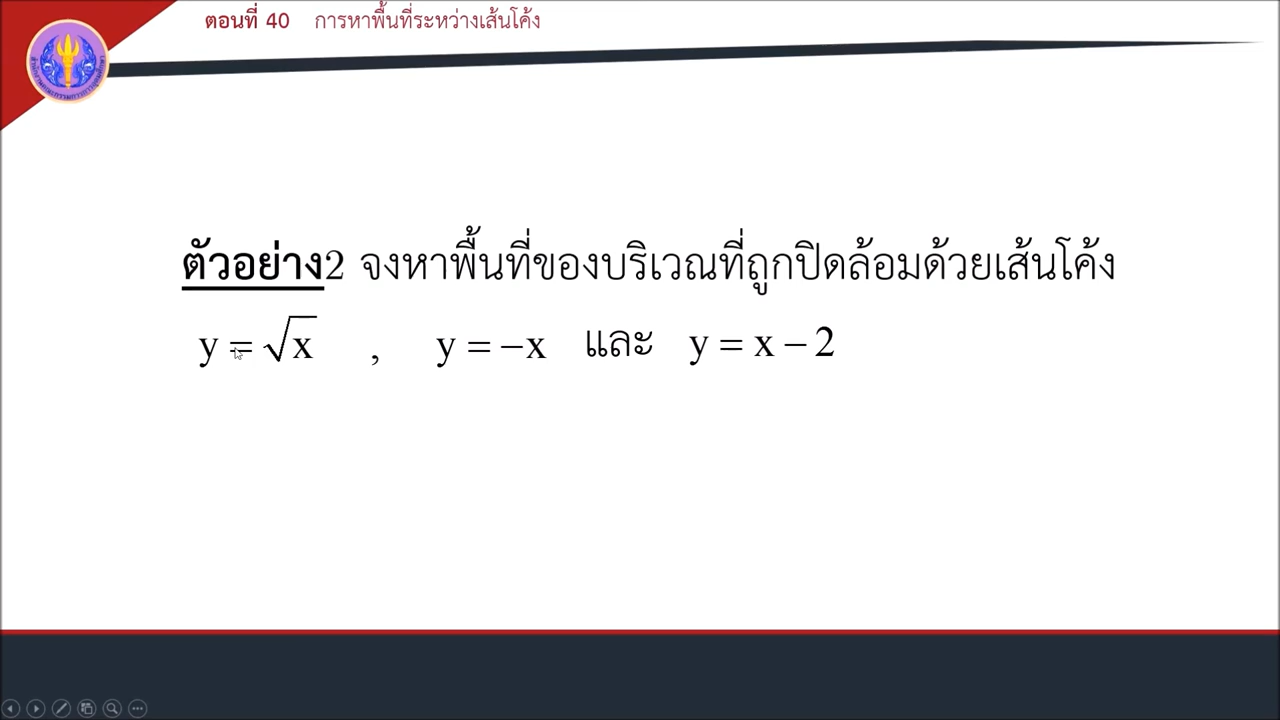 ตอนที่ 40 การหาพื้นที่ระหว่างเส้นโค้ง
ตัวอย่าง2 จงหาพื้นที่ของบริเวณที่ถูกปิดล้อมด้วยเส้นโค้ง
y = √x , y = −x และ y = x − 2